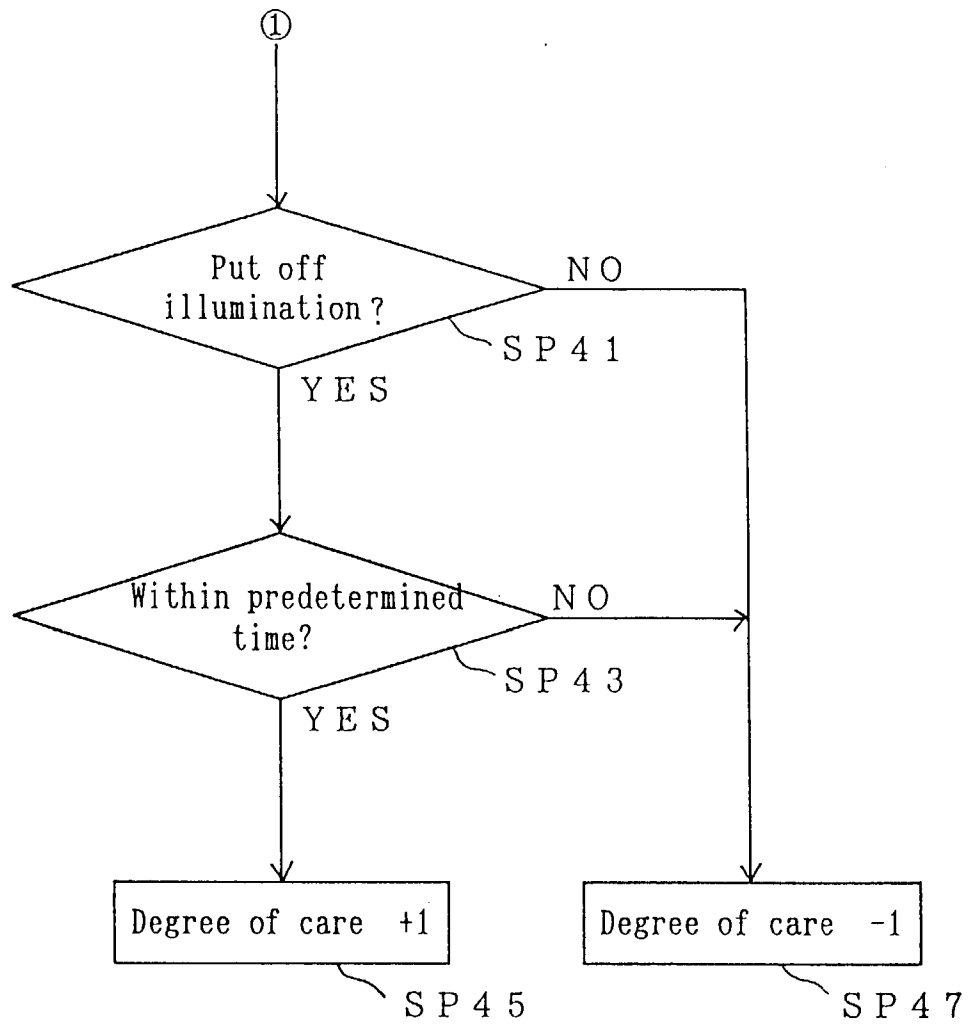 ①
Put off
illumination?
NO
SP41
YES
Within predetermined
time?
NO
SP43
YES
Degree of care +1
Degree of care -1
SP45
SP47